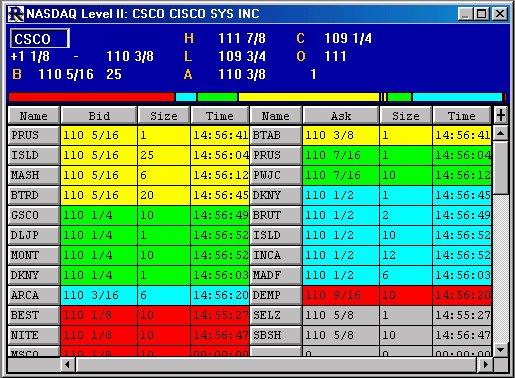 NASDAQ Level II: CSCO CISCO SYS INC
CSCO H 111 7/8 C 109 1/4
+1 1/8 - 110 3/8 L 109 3/4 O 111
B 110 5/16 25 A 110 3/8 1
Name Bid Size Time Name Ask Size Time
PRUS 110 5/16 1 14:56:41 BTAB 110 3/8 1 14:56:41
ISLD 110 5/16 25 14:56:04 PRUS 110 7/16 1 14:56:04
MASH 110 5/16 6 14:56:12 PWJC 110 7/16 10 14:56:12
BTRD 110 5/16 20 14:56:45 DKNY 110 1/2 1 14:56:45
GSCO 110 1/4 10 14:56:49 BRUT 110 1/2 2 14:56:49
DLJP 110 1/4 1 14:56:52 ISLD 110 1/2 10 14:56:52
MONT 110 1/4 10 14:56:52 INCA 110 1/2 12 14:56:52
DKNY 110 1/4 1 14:56:03 MADF 110 1/2 6 14:56:03
ARCA 110 3/16 6 14:56:20 DEMP 110 9/16 10 14:56:20
BEST 110 1/8 10 14:55:27 SELZ 110 5/8 1 14:55:27
NITE 110 1/8 10 14:56:47 SBSH 110 5/8 10 14:56:47
MSCO 110 1/8 10 00:00:00 0 0 00:00:00